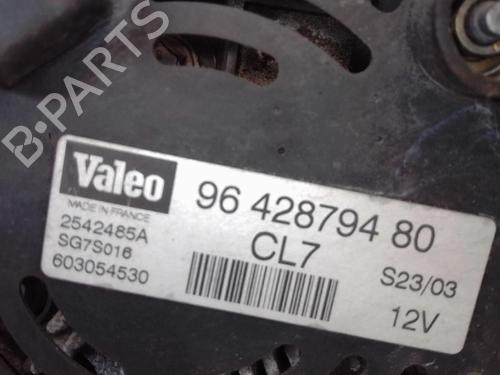 B-PARTS
Valeo
MADE IN FRANCE
96 428794 80
2542485A
SG7S016
603054530
CL7
S23/03
12V